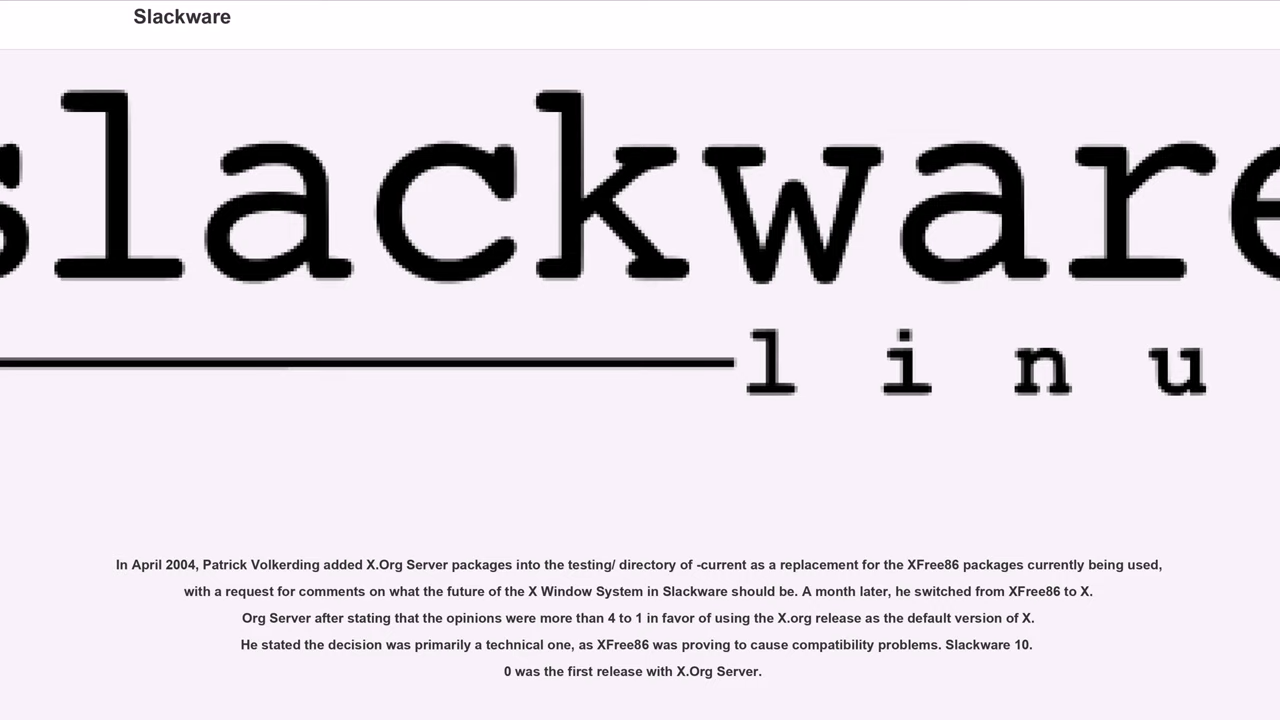 Slackware
slackware
linu
In April 2004, Patrick Volkerding added X.Org Server packages into the testing/ directory of -current as a replacement for the XFree86 packages currently being used,
with a request for comments on what the future of the X Window System in Slackware should be. A month later, he switched from XFree86 to X.
Org Server after stating that the opinions were more than 4 to 1 in favor of using the X.org release as the default version of X.
He stated the decision was primarily a technical one, as XFree86 was proving to cause compatibility problems. Slackware 10.
0 was the first release with X.Org Server.